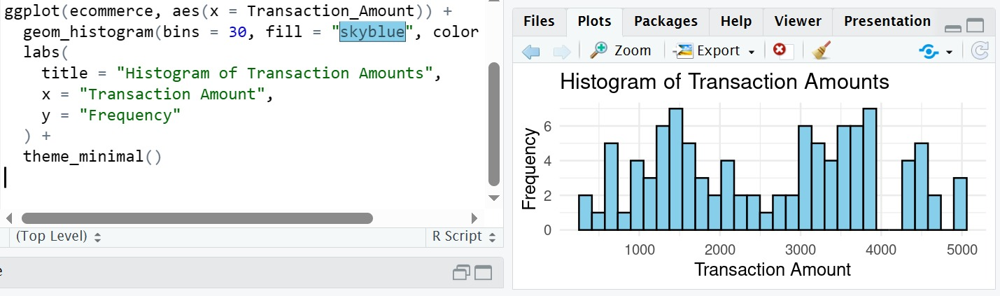 ggplot(ecommerce, aes(x = Transaction_Amount)) +
geom_histogram(bins = 30, fill = "skyblue", color
labs(
title = "Histogram of Transaction Amounts",
x = "Transaction Amount",
y = "Frequency"
) +
theme_minimal()
(Top Level)
R Script
Files Plots Packages Help Viewer Presentation
Zoom Export
Histogram of Transaction Amounts
Frequency
6
4
2
0
1000 2000 3000 4000 5000
Transaction Amount